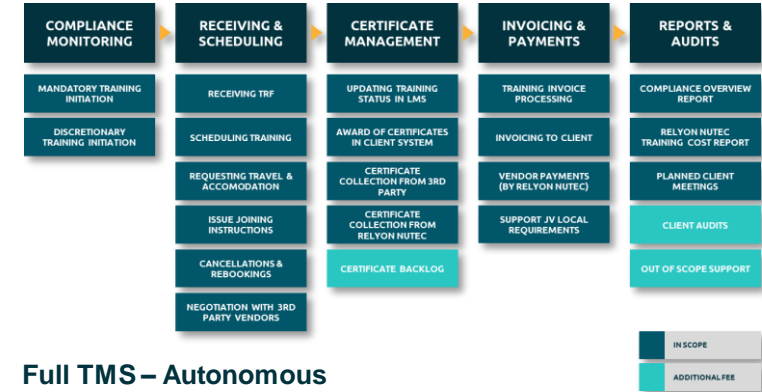 COMPLIANCE
MONITORING
RECEIVING &
SCHEDULING
CERTIFICATE
MANAGEMENT
INVOICING &
PAYMENTS
REPORTS &
AUDITS
MANDATORY TRAINING
INITIATION
DISCRETIONARY
TRAINING INITIATION
RECEIVING TRF
SCHEDULING TRAINING
REQUESTING TRAVEL &
ACCOMODATION
ISSUE JOINING
INSTRUCTIONS
CANCELLATIONS &
REBOOKINGS
NEGOTIATION WITH 3RD
PARTY VENDORS
UPDATING TRAINING
STATUS IN LMS
AWARD OF CERTIFICATES
IN CLIENT SYSTEM
CERTIFICATE
COLLECTION FROM 3RD
PARTY
CERTIFICATE
COLLECTION FROM
RELYON NUTEC
CERTIFICATE BACKLOG
TRAINING INVOICE
PROCESSING
INVOICING TO CLIENT
VENDOR PAYMENTS
(BY RELYON NUTEC)
SUPPORT JV LOCAL
REQUIREMENTS
COMPLIANCE OVERVIEW
REPORT
RELYON NUTEC
TRAINING COST REPORT
PLANNED CLIENT
MEETINGS
CLIENT AUDITS
OUT OF SCOPE SUPPORT
IN SCOPE
ADDITIONAL FEE
Full TMS – Autonomous